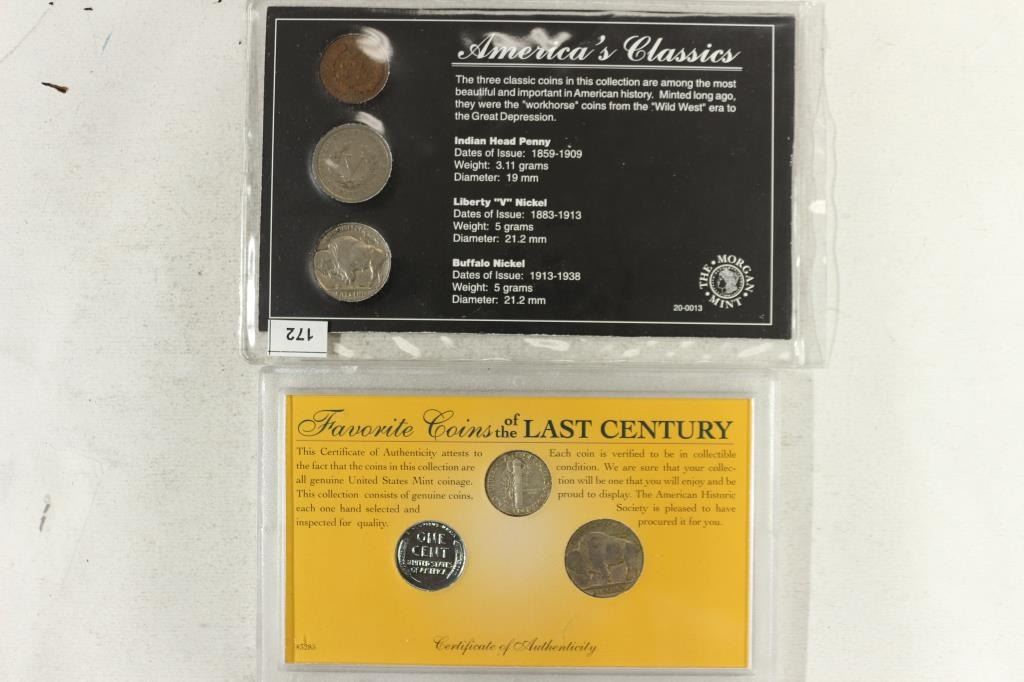 America's Classics
The three classic coins in this collection are among the most
beautiful and important in American history. Minted long ago,
they were the "workhorse" coins from the "Wild West" era to
the Great Depression.
Indian Head Penny
Dates of Issue: 1859-1909
Weight: 3.11 grams
Diameter: 19 mm
Liberty "V" Nickel
Dates of Issue: 1883-1913
Weight: 5 grams
Diameter: 21.2 mm
Buffalo Nickel
Dates of Issue: 1913-1938
Weight: 5 grams
Diameter: 21.2 mm
THE MORGAN MINT
20-0013
172
Favorite Coins of the LAST CENTURY
This Certificate of Authenticity attests to
the fact that the coins in this collection are
all genuine United States Mint coinage.
This collection consists of genuine coins,
each one hand selected and
inspected for quality.
Each coin is verified to be in collectible
condition. We are sure that your collec-
tion will be one that you will enjoy and be
proud to display. The American Historic
Society is pleased to have
procured it for you.
ONE
CENT
UNITED STATES
OF AMERICA
Certificate of Authenticity